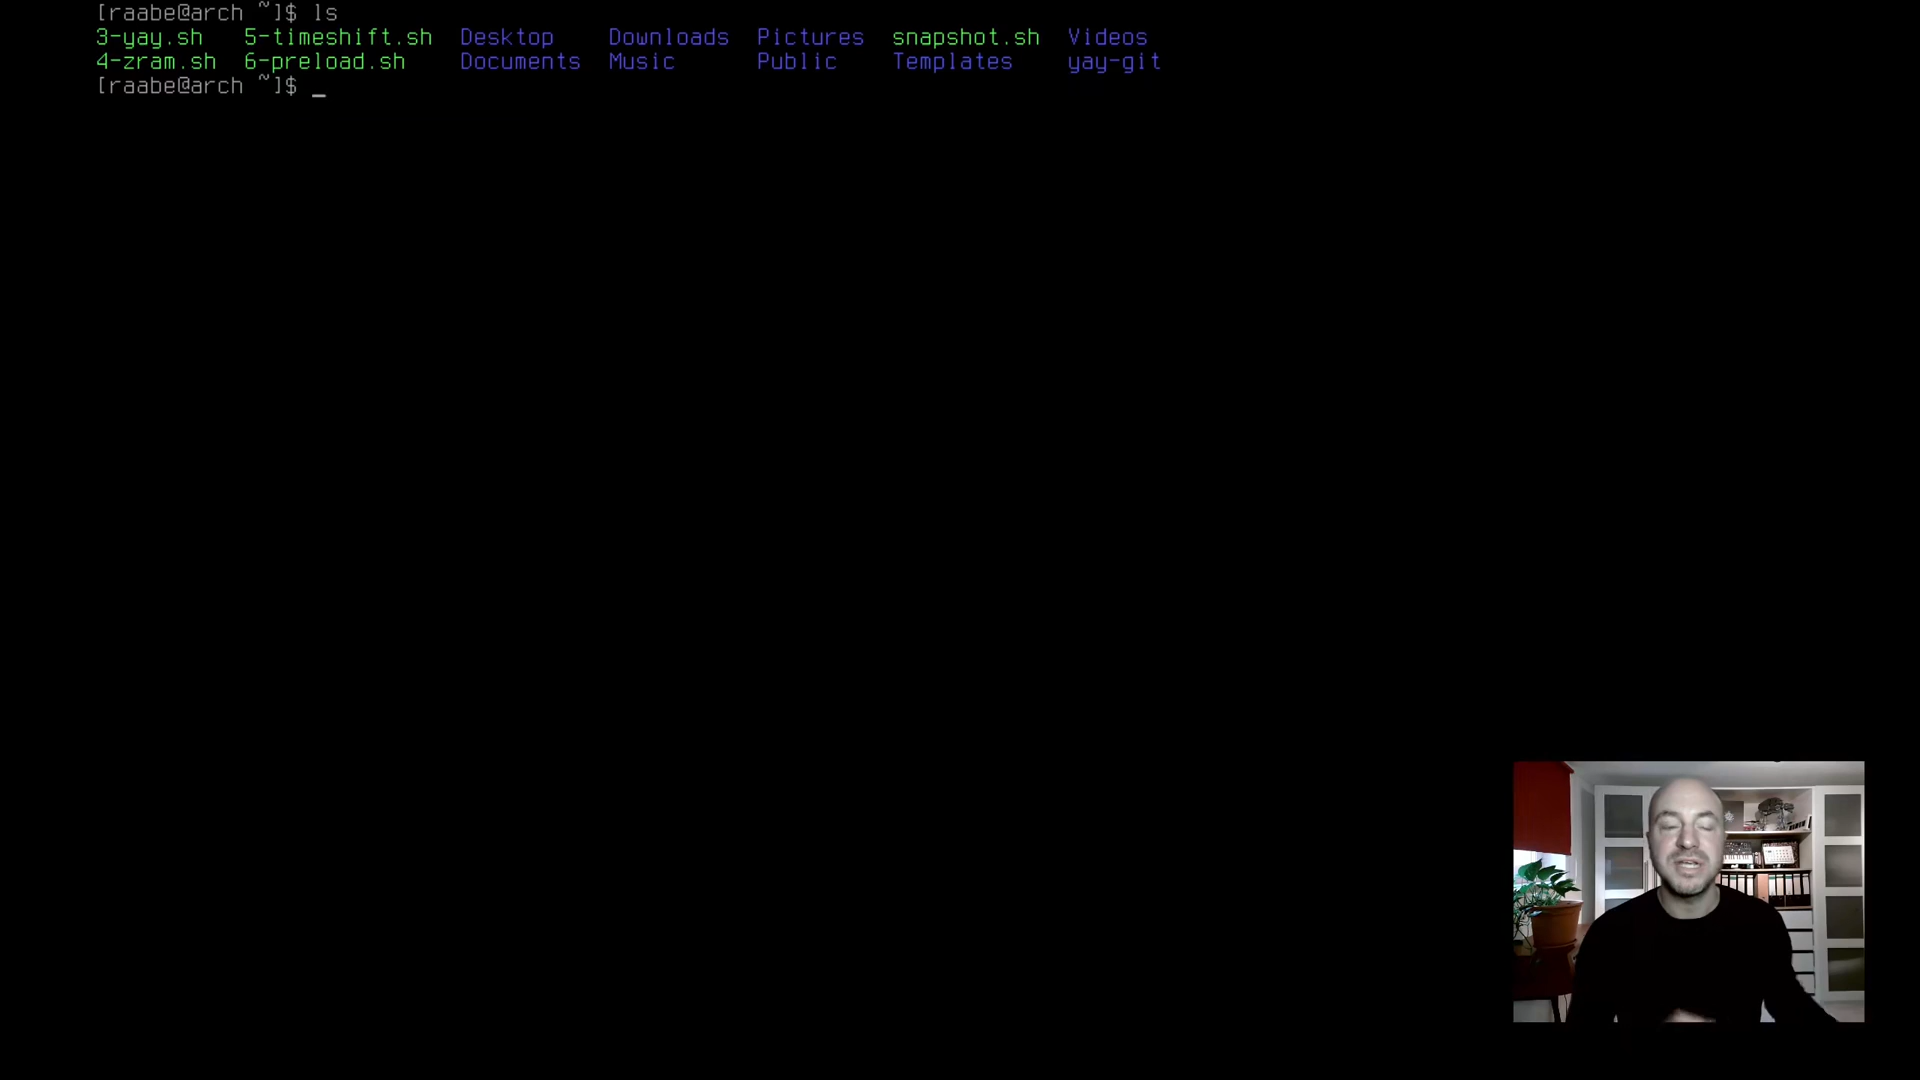 [raabe@arch ~]$ ls
3-yay.sh 5-timeshift.sh Desktop Downloads Pictures snapshot.sh Videos
4-zram.sh 6-preload.sh Documents Music Public Templates yay-git
[raabe@arch ~]$ _